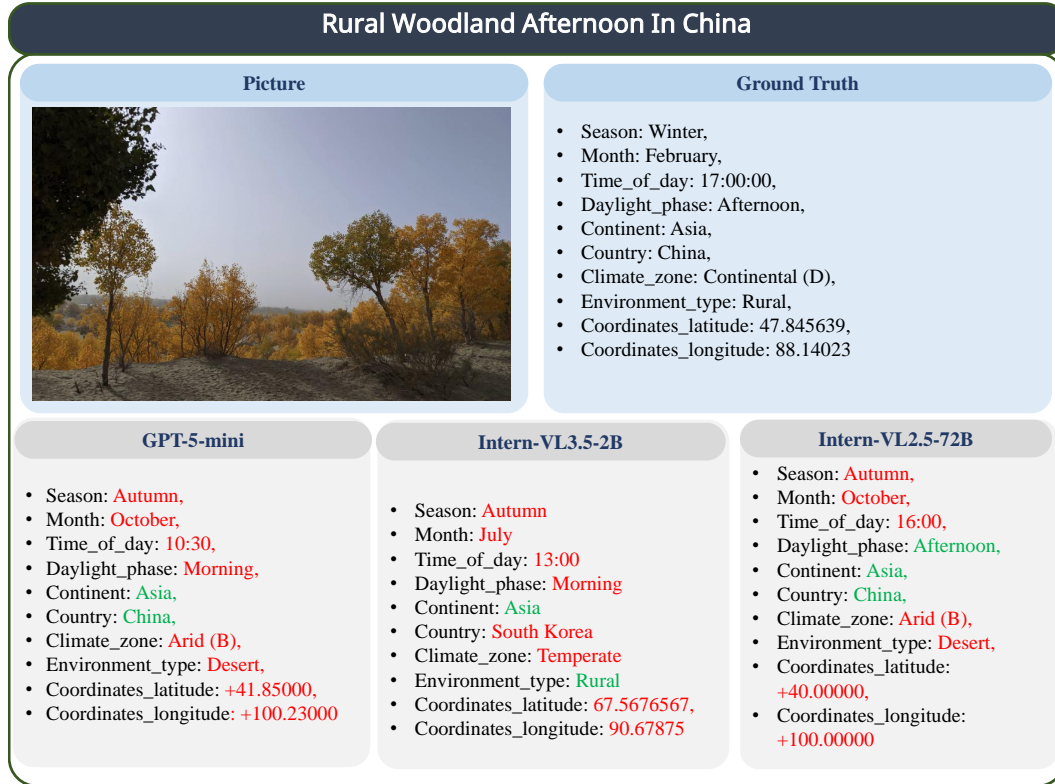 Rural Woodland Afternoon In China
Picture
Ground Truth
• Season: Winter,
• Month: February,
• Time_of_day: 17:00:00,
• Daylight_phase: Afternoon,
• Continent: Asia,
• Country: China,
• Climate_zone: Continental (D),
• Environment_type: Rural,
• Coordinates_latitude: 47.845639,
• Coordinates_longitude: 88.14023
GPT-5-mini
• Season: Autumn,
• Month: October,
• Time_of_day: 10:30,
• Daylight_phase: Morning,
• Continent: Asia,
• Country: China,
• Climate_zone: Arid (B),
• Environment_type: Desert,
• Coordinates_latitude: +41.85000,
• Coordinates_longitude: +100.23000
Intern-VL3.5-2B
• Season: Autumn
• Month: July
• Time_of_day: 13:00
• Daylight_phase: Morning
• Continent: Asia
• Country: South Korea
• Climate_zone: Temperate
• Environment_type: Rural
• Coordinates_latitude: 67.5676567,
• Coordinates_longitude: 90.67875
Intern-VL2.5-72B
• Season: Autumn,
• Month: October,
• Time_of_day: 16:00,
• Daylight_phase: Afternoon,
• Continent: Asia,
• Country: China,
• Climate_zone: Arid (B),
• Environment_type: Desert,
• Coordinates_latitude:
+40.00000,
• Coordinates_longitude:
+100.00000